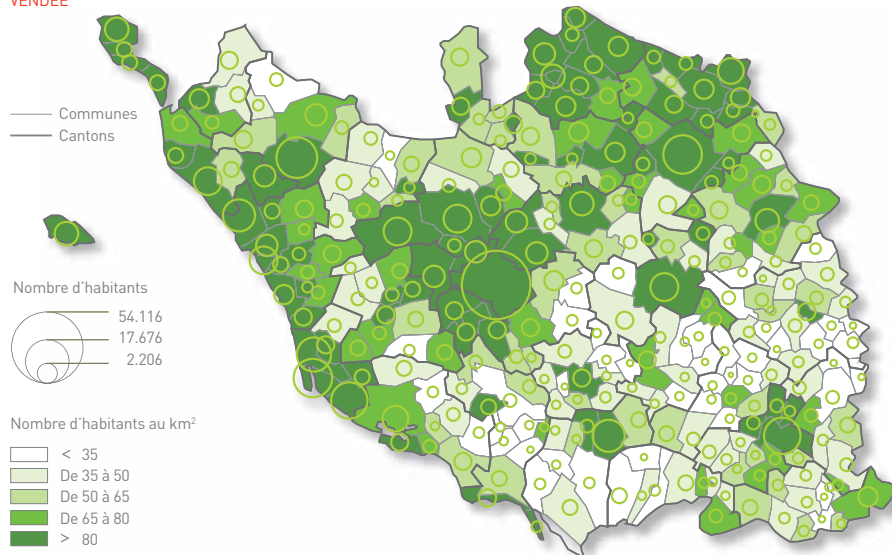 VENDÉE
Communes
Cantons
Nombre d'habitants
54.116
17.676
2.206
Nombre d'habitants au km²
< 35
De 35 à 50
De 50 à 65
De 65 à 80
> 80